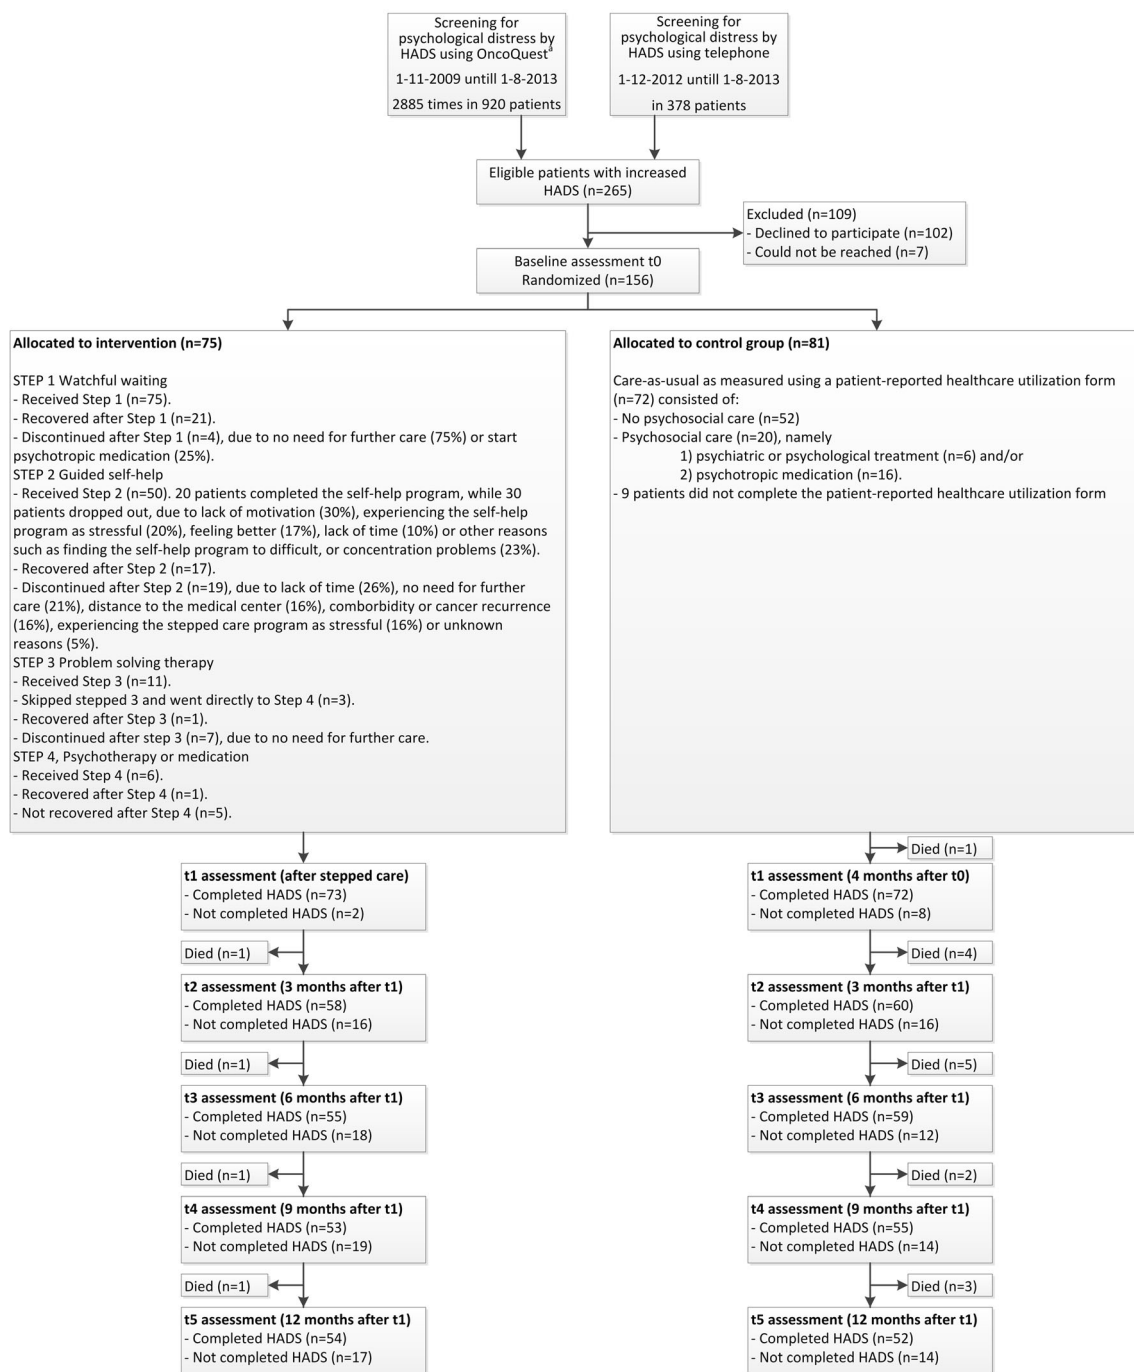 Screening for
psychological distress by
HADS using OncoQuestª
1-11-2009 untill 1-8-2013
2885 times in 920 patients
Screening for
psychological distress by
HADS using telephone
1-12-2012 untill 1-8-2013
in 378 patients
Eligible patients with increased
HADS (n=265)
Excluded (n=109)
- Declined to participate (n=102)
- Could not be reached (n=7)
Baseline assessment t0
Randomized (n=156)
Allocated to intervention (n=75)
STEP 1 Watchful waiting
- Received Step 1 (n=75).
- Recovered after Step 1 (n=21).
- Discontinued after Step 1 (n=4), due to no need for further care (75%) or start
psychotropic medication (25%).
STEP 2 Guided self-help
- Received Step 2 (n=50). 20 patients completed the self-help program, while 30
patients dropped out, due to lack of motivation (30%), experiencing the self-help
program as stressful (20%), feeling better (17%), lack of time (10%) or other reasons
such as finding the self-help program to difficult, or concentration problems (23%).
- Recovered after Step 2 (n=17).
- Discontinued after Step 2 (n=19), due to lack of time (26%), no need for further
care (21%), distance to the medical center (16%), comborbidity or cancer recurrence
(16%), experiencing the stepped care program as stressful (16%) or unknown
reasons (5%).
STEP 3 Problem solving therapy
- Received Step 3 (n=11).
- Skipped stepped 3 and went directly to Step 4 (n=3).
- Recovered after Step 3 (n=1).
- Discontinued after step 3 (n=7), due to no need for further care.
STEP 4, Psychotherapy or medication
- Received Step 4 (n=6).
- Recovered after Step 4 (n=1).
- Not recovered after Step 4 (n=5).
Allocated to control group (n=81)
Care-as-usual as measured using a patient-reported healthcare utilization form
(n=72) consisted of:
- No psychosocial care (n=52)
- Psychosocial care (n=20), namely
1) psychiatric or psychological treatment (n=6) and/or
2) psychotropic medication (n=16).
- 9 patients did not complete the patient-reported healthcare utilization form
Died (n=1)
t1 assessment (after stepped care)
- Completed HADS (n=73)
- Not completed HADS (n=2)
t1 assessment (4 months after t0)
- Completed HADS (n=72)
- Not completed HADS (n=8)
Died (n=1)
Died (n=4)
t2 assessment (3 months after t1)
- Completed HADS (n=58)
- Not completed HADS (n=16)
t2 assessment (3 months after t1)
- Completed HADS (n=60)
- Not completed HADS (n=16)
Died (n=1)
Died (n=5)
t3 assessment (6 months after t1)
- Completed HADS (n=55)
- Not completed HADS (n=18)
t3 assessment (6 months after t1)
- Completed HADS (n=59)
- Not completed HADS (n=12)
Died (n=1)
Died (n=2)
t4 assessment (9 months after t1)
- Completed HADS (n=53)
- Not completed HADS (n=19)
t4 assessment (9 months after t1)
- Completed HADS (n=55)
- Not completed HADS (n=14)
Died (n=1)
Died (n=3)
t5 assessment (12 months after t1)
- Completed HADS (n=54)
- Not completed HADS (n=17)
t5 assessment (12 months after t1)
- Completed HADS (n=52)
- Not completed HADS (n=14)